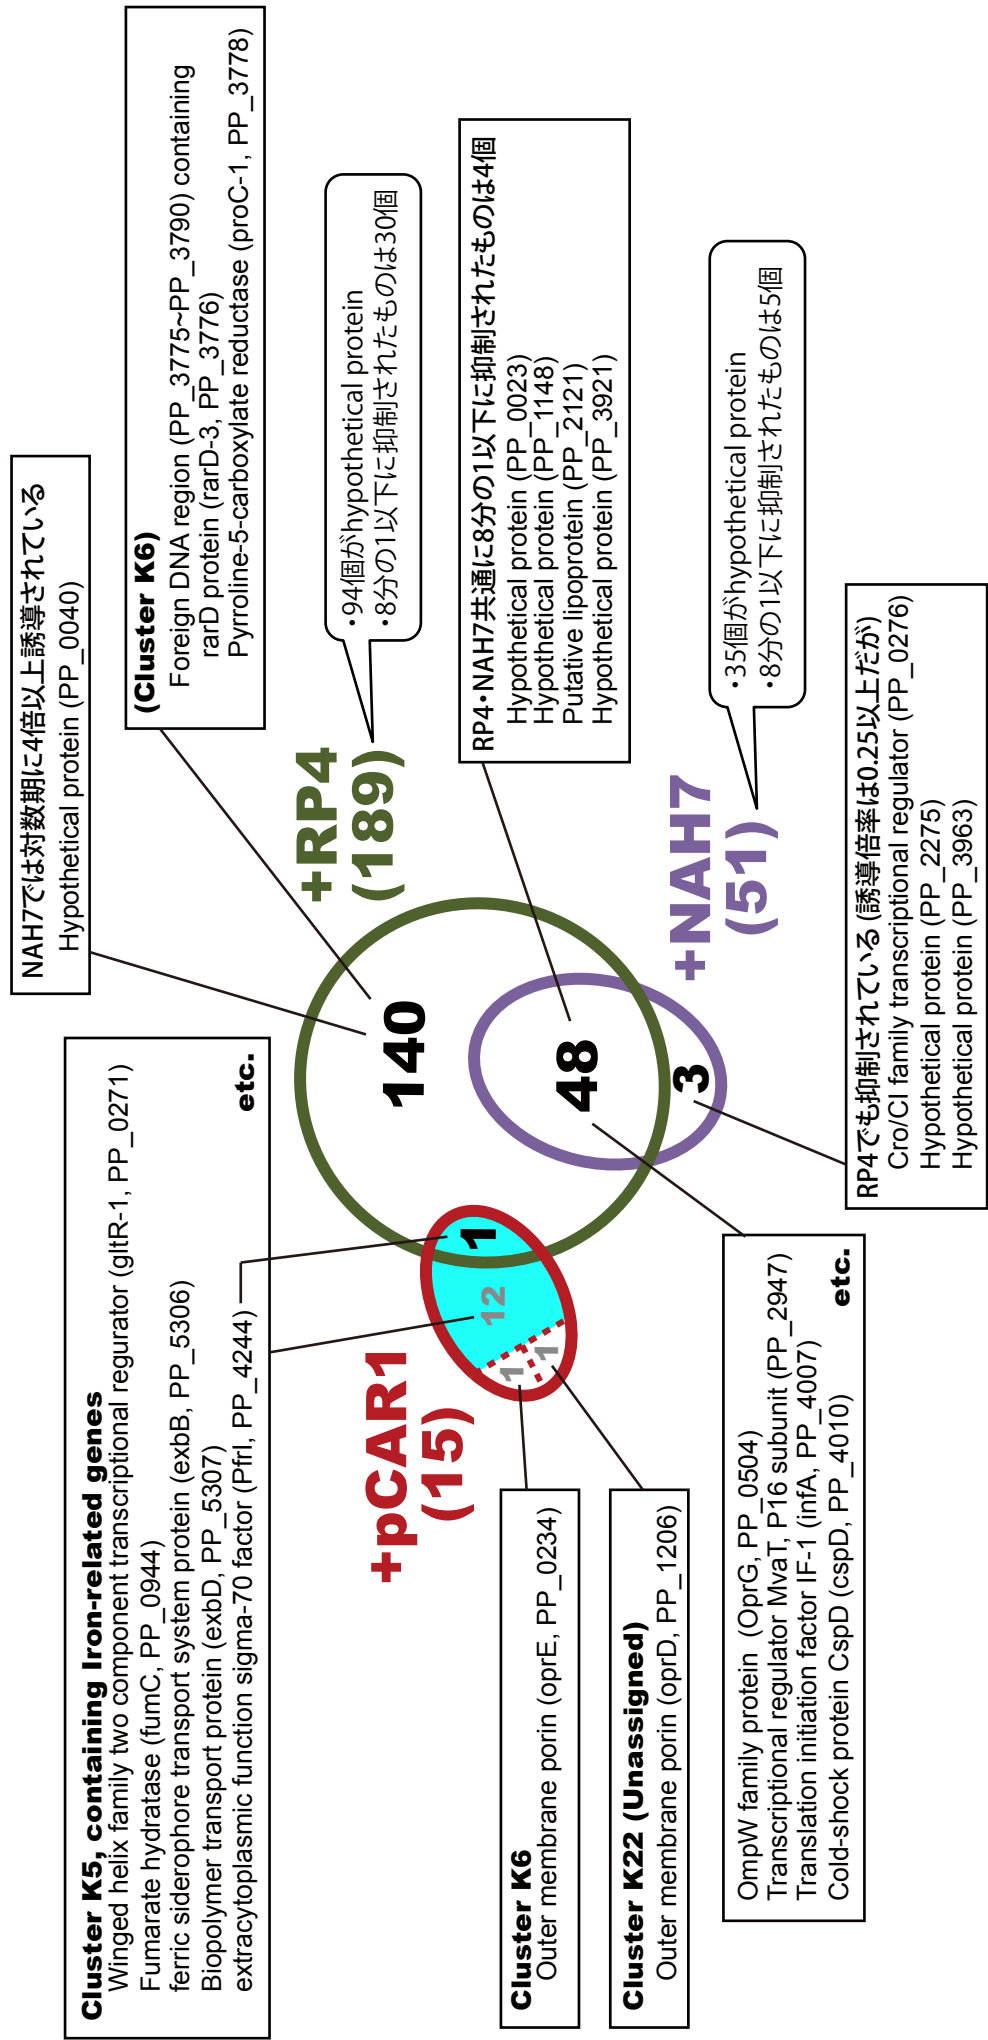 Cluster K5, containing Iron-related genes
Winged helix family two component transcriptional regurator (gltR-1, PP_0271)
Fumarate hydratase (fumC, PP_0944)
ferric siderophore transport system protein (exbB, PP_5306)
Biopolymer transport protein (exbD, PP_5307)
extracytoplasmic function sigma-70 factor (PfrI, PP_4244)
etc.
NAH7では対数期に4倍以上誘導されている
Hypothetical protein (PP_0040)
(Cluster K6)
Foreign DNA region (PP_3775~PP_3790) containing
rarD protein (rarD-3, PP_3776)
Pyrroline-5-carboxylate reductase (proC-1, PP_3778)
+pCAR1
(15)
+RP4
(189)
・94個がhypothetical protein
・8分の1以下に抑制されたものは30個
140
1
12
1
1
48
3
Cluster K6
Outer membrane porin (oprE, PP_0234)
Cluster K22 (Unassigned)
Outer membrane porin (oprD, PP_1206)
RP4・NAH7共通に8分の1以下に抑制されたものは4個
Hypothetical protein (PP_0023)
Hypothetical protein (PP_1148)
Putative lipoprotein (PP_2121)
Hypothetical protein (PP_3921)
+NAH7
(51)
・35個がhypothetical protein
・8分の1以下に抑制されたものは5個
OmpW family protein (OprG, PP_0504)
Transcriptional regulator MvaT, P16 subunit (PP_2947)
Translation initiation factor IF-1 (infA, PP_4007)
Cold-shock protein CspD (cspD, PP_4010)
etc.
RP4でも抑制されている (誘導倍率は0.25以上だが)
Cro/CI family transcriptional regulator (PP_0276)
Hypothetical protein (PP_2275)
Hypothetical protein (PP_3963)